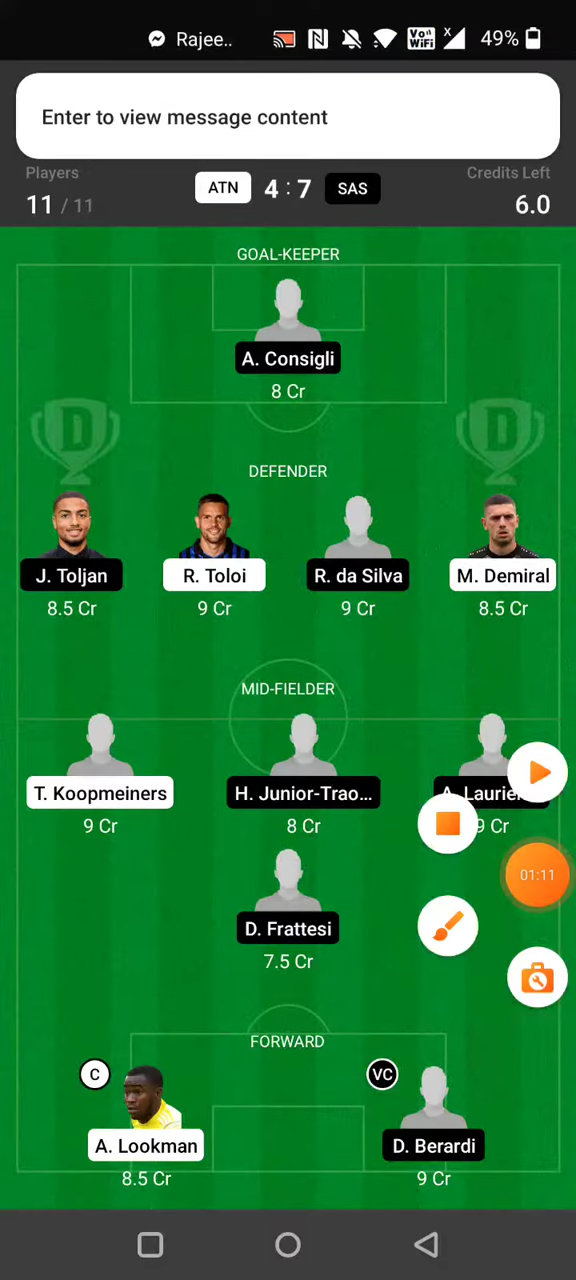 Rajee..
Vo))
WiFi
X
49%
Enter to view message content
Players
Credits Left
11 / 11
ATN 4 : 7 SAS
6.0
GOAL-KEEPER
A. Consigli
8 Cr
D
D
DEFENDER
J. Toljan
R. Toloi
R. da Silva
M. Demiral
8.5 Cr
9 Cr
9 Cr
8.5 Cr
MID-FIELDER
T. Koopmeiners
H. Junior-Trao...
9 Cr
8 Cr
9 Cr
01:11
D. Frattesi
7.5 Cr
FORWARD
C
VC
A. Lookman
D. Berardi
8.5 Cr
9 Cr